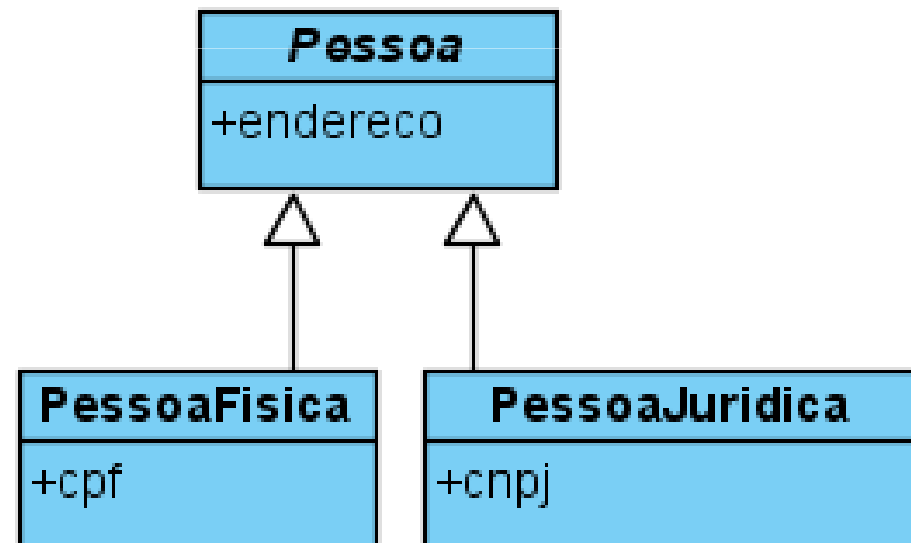 Pessoa
+endereco
PessoaFisica
+cpf
PessoaJuridica
+cnpj